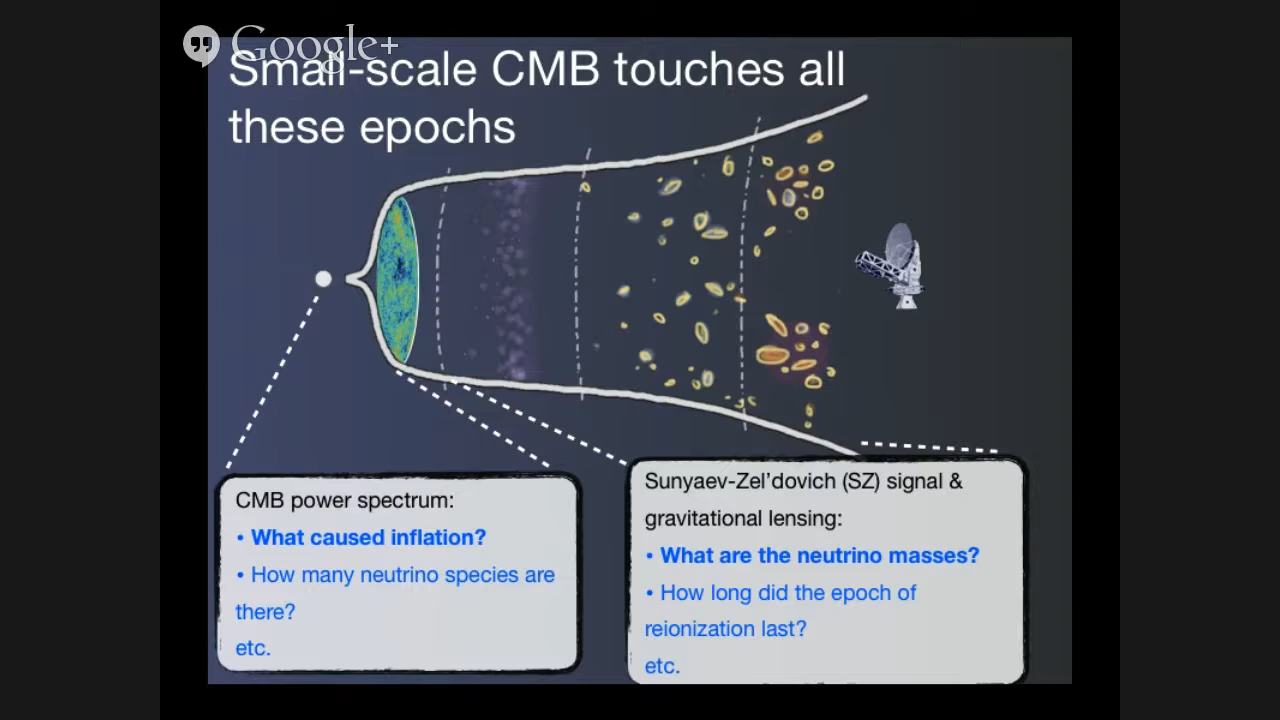 Google+
Small-scale CMB touches all
these epochs
CMB power spectrum:
• What caused inflation?
• How many neutrino species are
there?
etc.
Sunyaev-Zel’dovich (SZ) signal &
gravitational lensing:
• What are the neutrino masses?
• How long did the epoch of
reionization last?
etc.